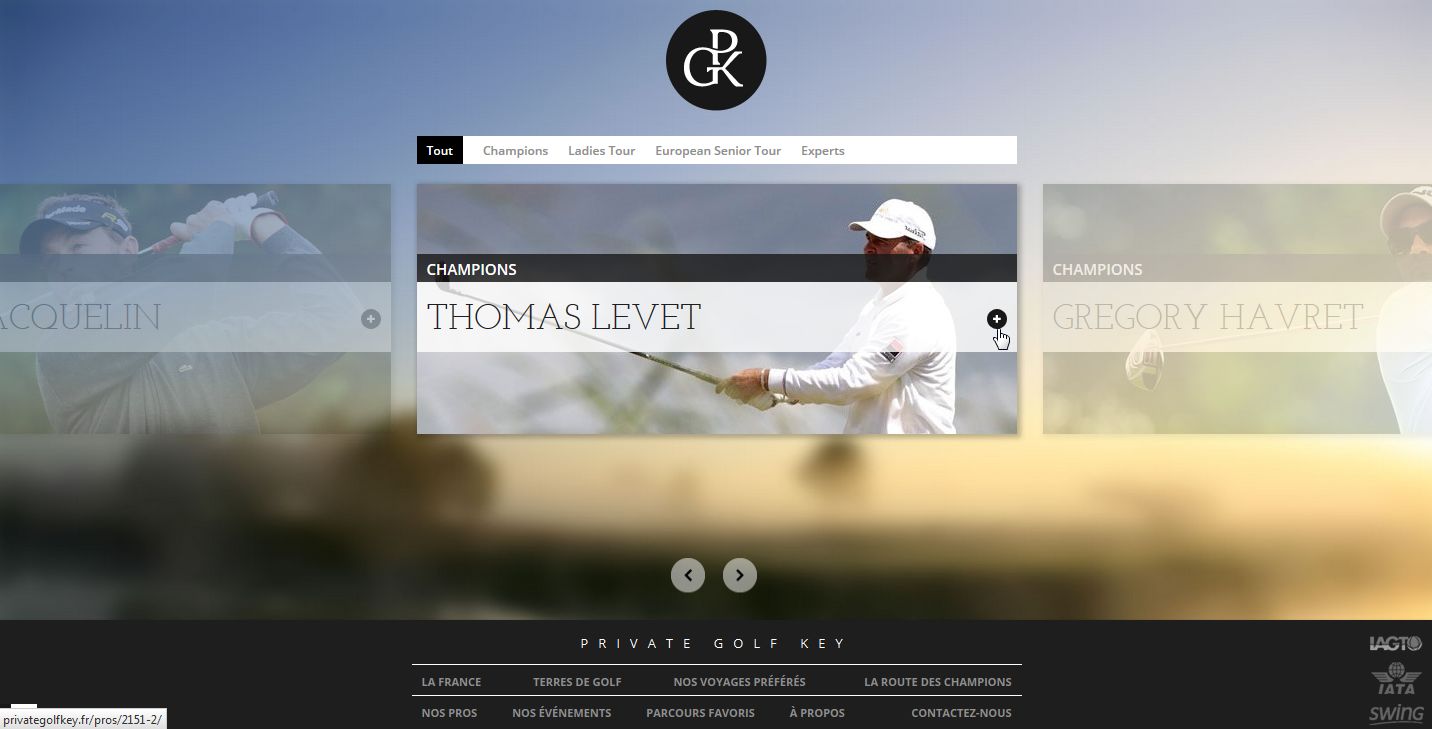 PGK
Tout Champions Ladies Tour European Senior Tour Experts
CHAMPIONS
CHAMPIONS
ACQUELIN
THOMAS LEVET
GREGORY HAVRET
PRIVATE GOLF KEY
LA FRANCE TERRES DE GOLF NOS VOYAGES PRÉFÉRÉS LA ROUTE DES CHAMPIONS
NOS PROS NOS ÉVÉNEMENTS PARCOURS FAVORIS À PROPOS CONTACTEZ-NOUS
IAGTO
IATA
swing
privategolfkey.fr/pros/2151-2/